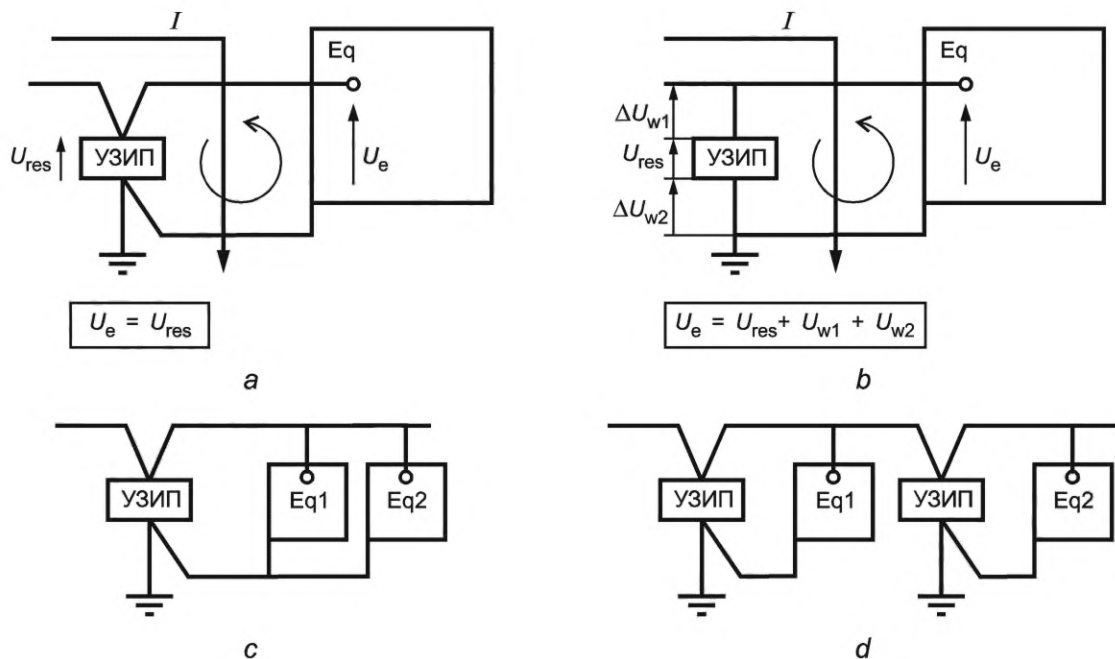 I
Eq
U_res
УЗИП
U_e
U_e = U_res
a
I
Eq
ΔU_w1
U_res
УЗИП
U_e
ΔU_w2
U_e = U_res + U_w1 + U_w2
b
УЗИП
Eq1
Eq2
c
УЗИП
Eq1
УЗИП
Eq2
d